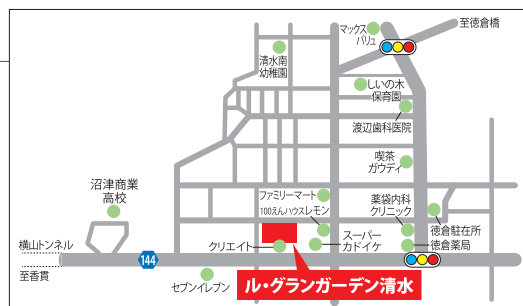 マックス
バリュ
至徳倉橋
清水南
幼稚園
しいの木
保育園
渡辺歯科医院
喫茶
ガウディ
沼津商業
高校
ファミリーマート
100えんハウスレモン
薬袋内科
クリニック
徳倉駐在所
横山トンネル
144
クリエイト
スーパー
カドイケ
徳倉薬局
至香貫
セブンイレブン
ル・グランガーデン清水